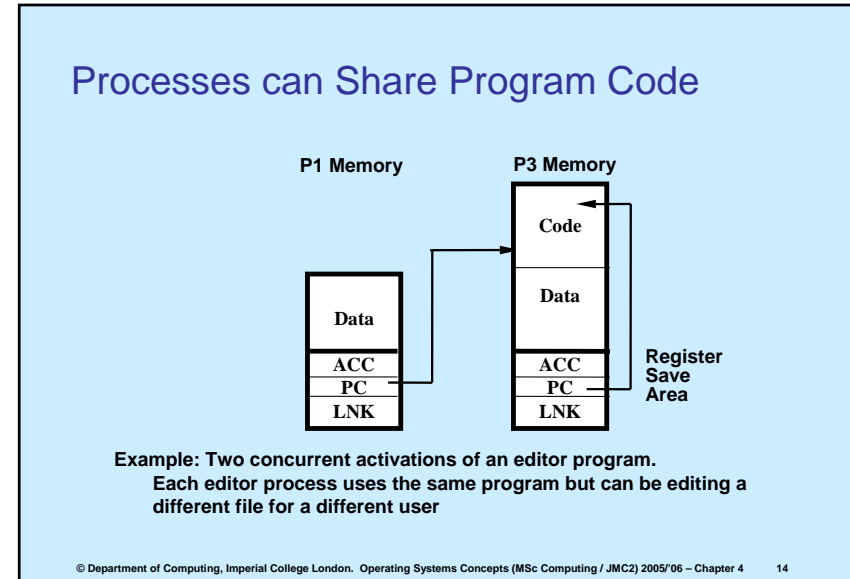 Processes can Share Program Code
P1 Memory
P3 Memory
Code
Data
Data
ACC
PC
LNK
ACC
PC
LNK
Register
Save
Area
Example: Two concurrent activations of an editor program.
Each editor process uses the same program but can be editing a
different file for a different user
© Department of Computing, Imperial College London. Operating Systems Concepts (MSc Computing / JMC2) 2005/'06 – Chapter 4 14